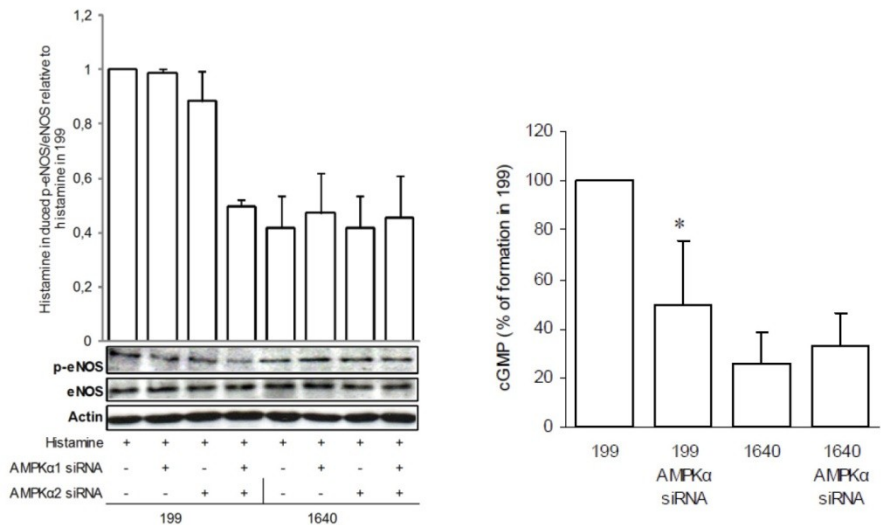 Histamine induced p-eNOS/eNOS relative to
histamine in 199
1,2
1
0,8
0,6
0,4
0,2
0
p-eNOS
eNOS
Actin
Histamine + + + + + + + +
AMPKα1 siRNA - + - + - + - +
AMPKα2 siRNA - - + + - - + +
199 1640
cGMP (% of formation in 199)
120
100
80
60
40
20
0
*
199 199 1640 1640
AMPKα AMPKα
siRNA siRNA